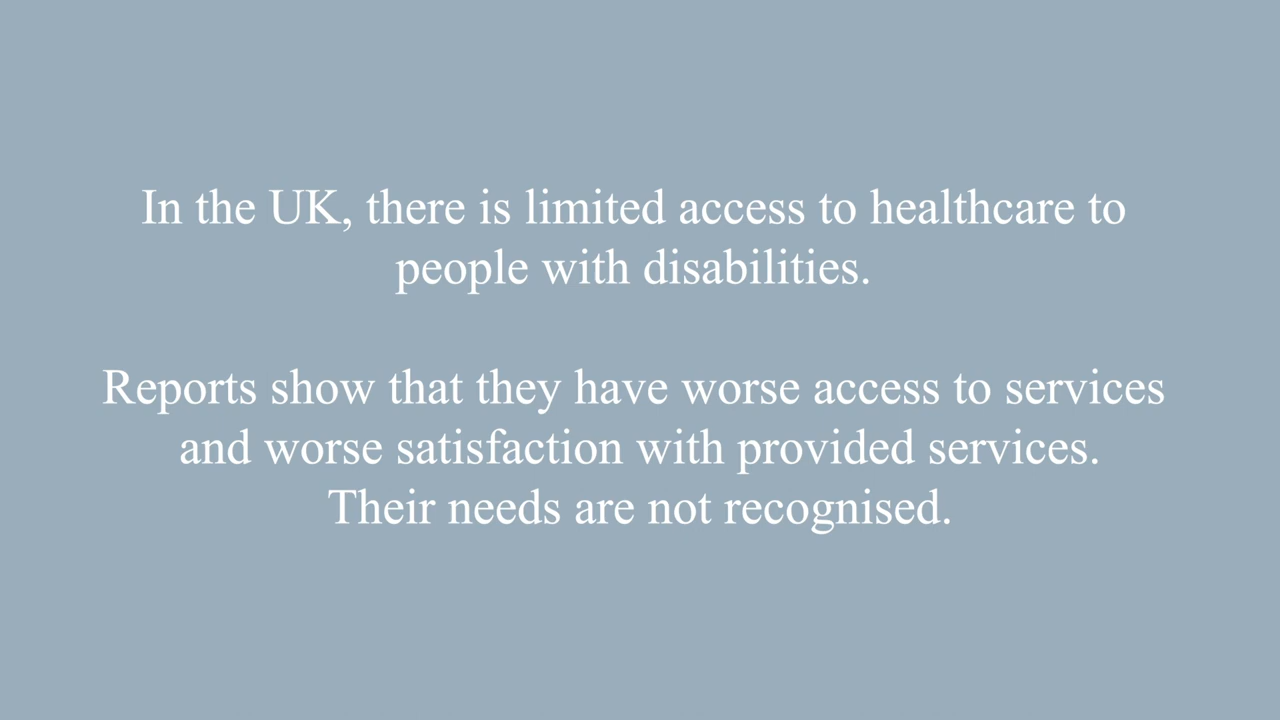 In the UK, there is limited access to healthcare to
people with disabilities.
Reports show that they have worse access to services
and worse satisfaction with provided services.
Their needs are not recognised.